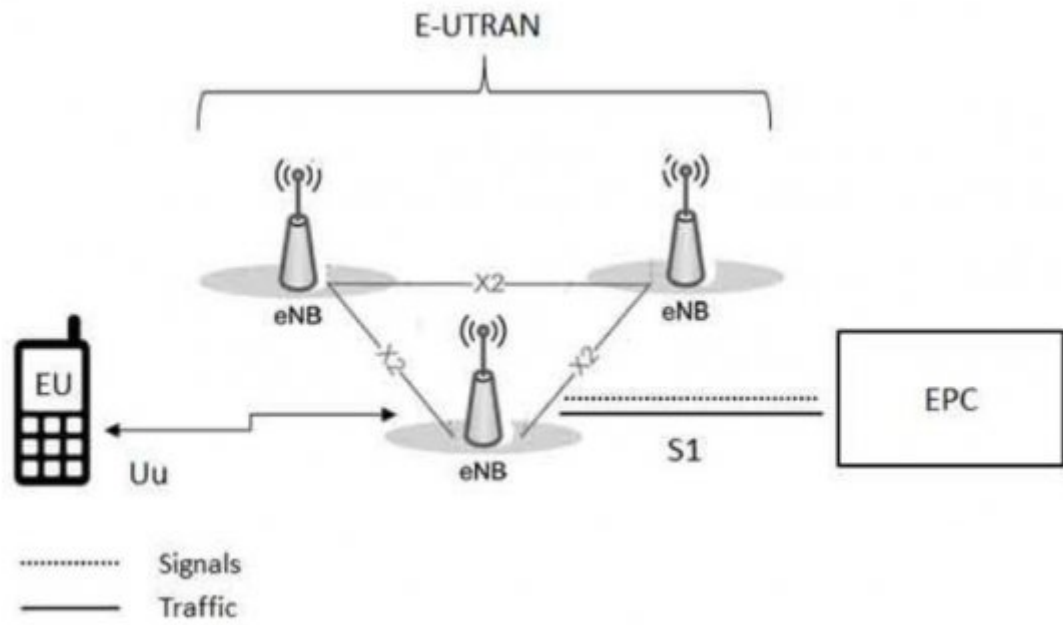 E-UTRAN
X2
eNB
eNB
X2
X2
EU
EPC
eNB
S1
Uu
Signals
Traffic